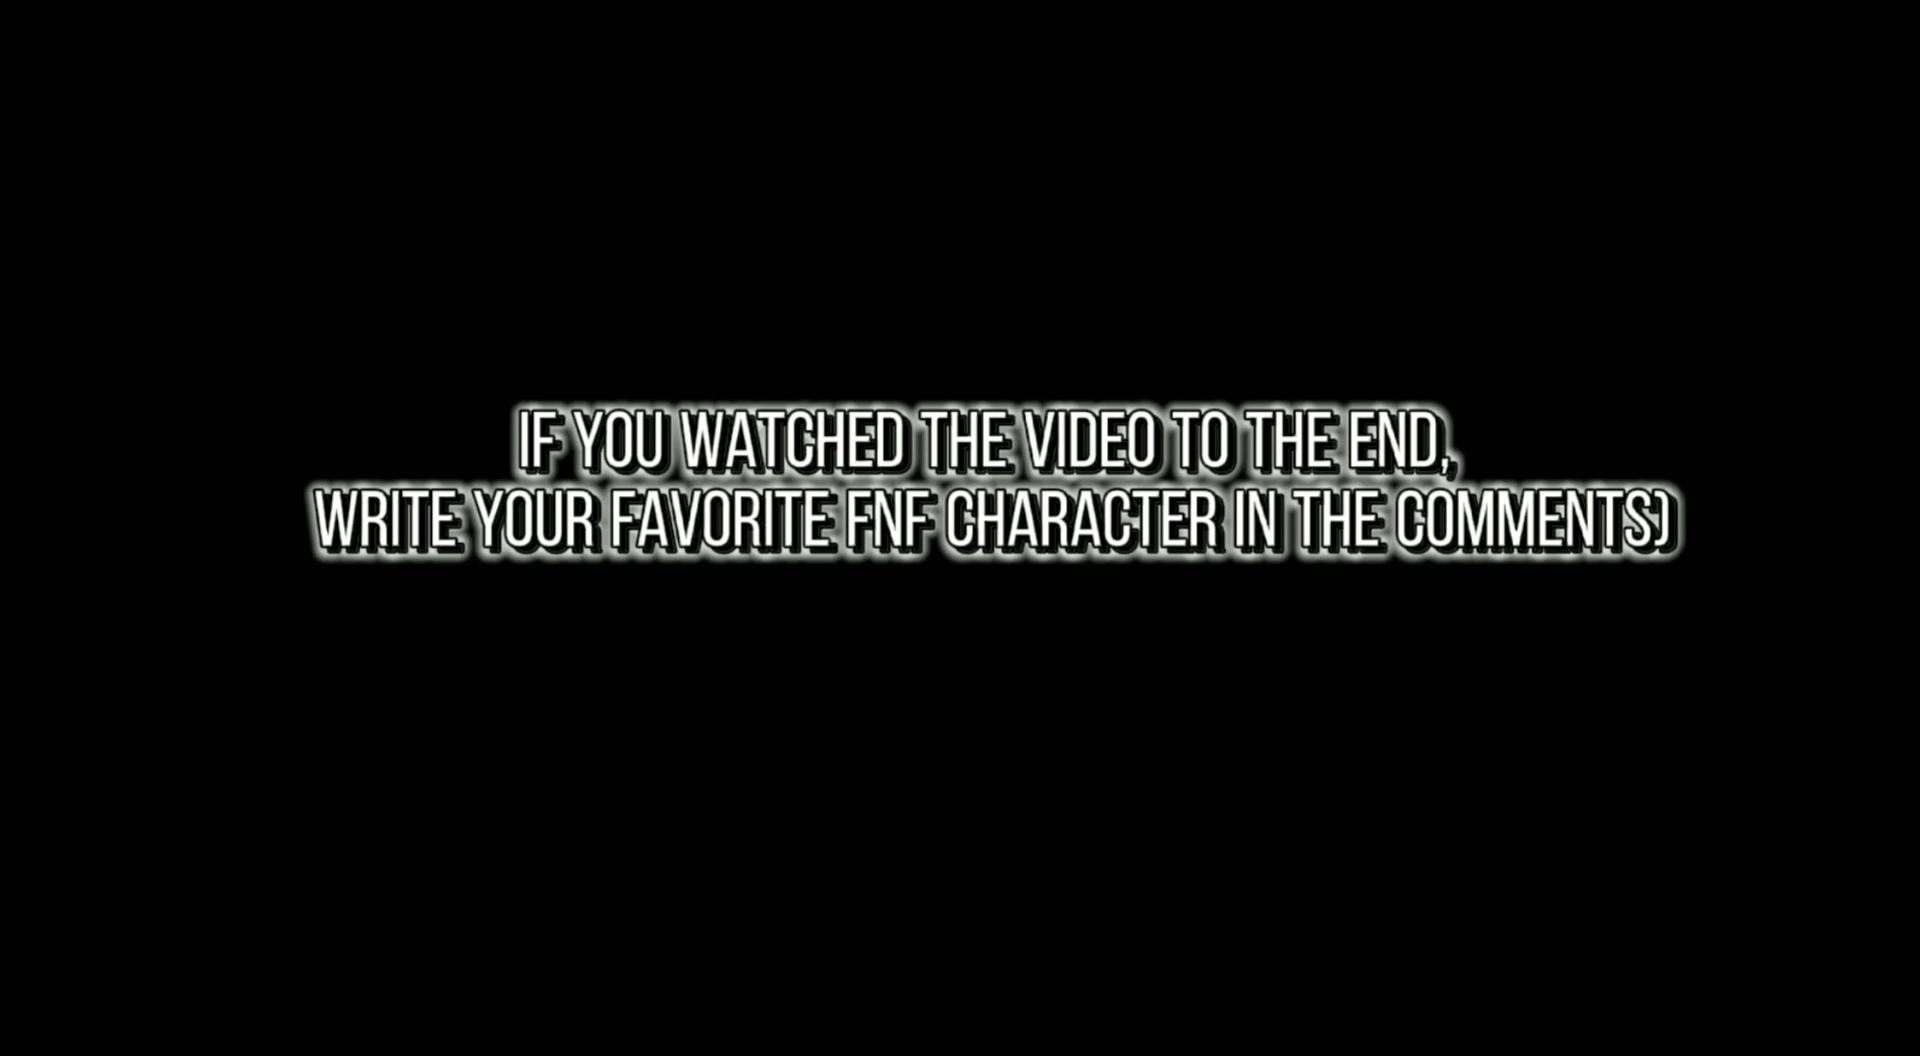 IF YOU WATCHED THE VIDEO TO THE END,
WRITE YOUR FAVORITE FNF CHARACTER IN THE COMMENTS)